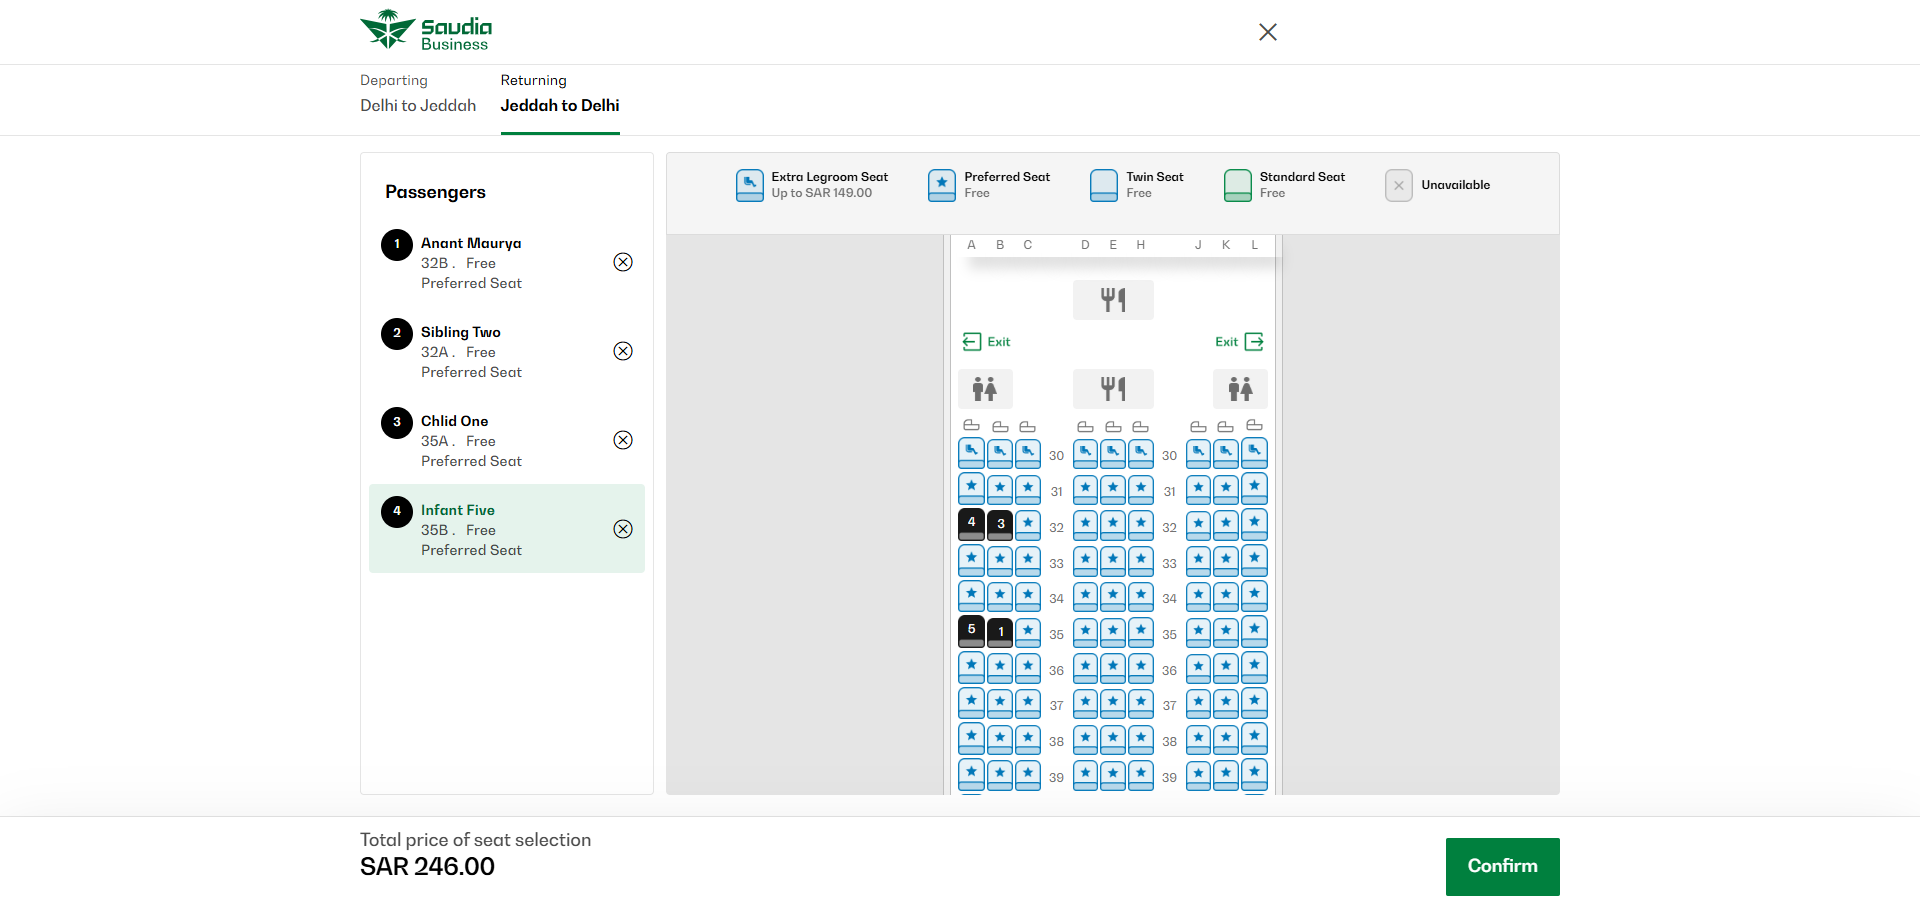 Saudia
Business
Departing
Delhi to Jeddah
Returning
Jeddah to Delhi
Passengers
1
Anant Maurya
32B . Free
Preferred Seat
2
Sibling Two
32A . Free
Preferred Seat
3
Chlid One
35A . Free
Preferred Seat
4
Infant Five
35B . Free
Preferred Seat
Extra Legroom Seat
Up to SAR 149.00
Preferred Seat
Free
Twin Seat
Free
Standard Seat
Free
Unavailable
A B C D E H J K L
Exit Exit
30 30
31 31
4 3 32 32
33 33
34 34
5 1 35 35
36 36
37 37
38 38
39 39
Total price of seat selection
SAR 246.00
Confirm